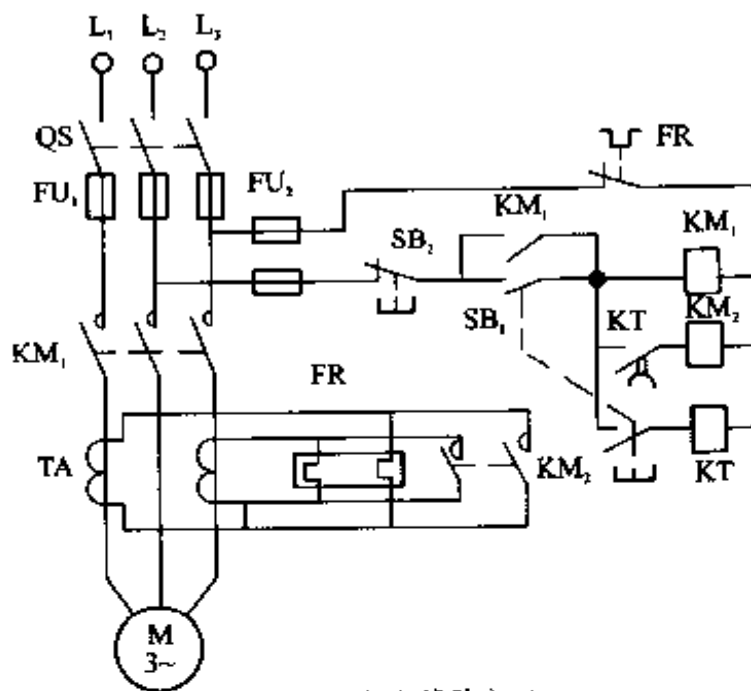 L₁ L₂ L₃
QS
FR
FU₁
FU₂
KM₁
SB₂
KM₁
KM₂
SB₁
KT
KM₁
FR
TA
KM₂
KT
M
3~